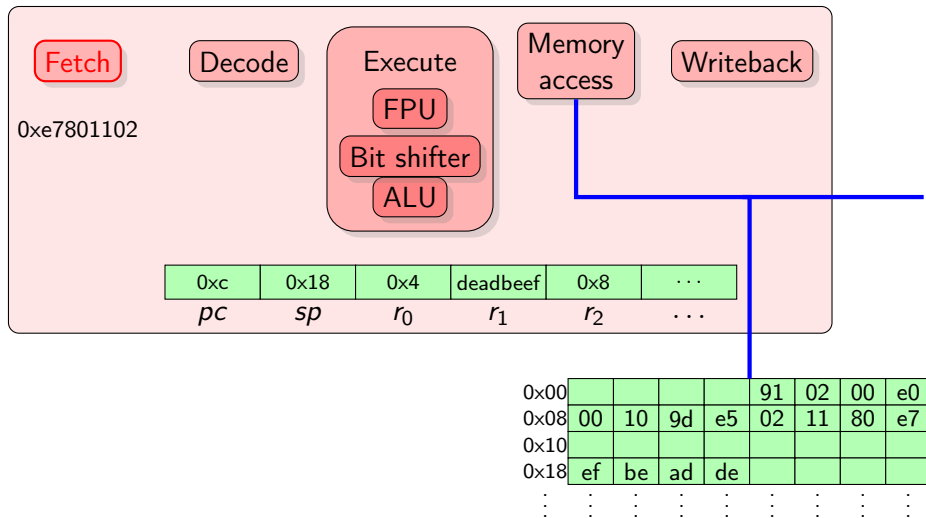 Fetch Decode Execute Memory access Writeback
FPU
0xe7801102
Bit shifter
ALU
0xc 0x18 0x4 deadbeef 0x8 ...
pc sp r0 r1 r2 ...
0x00 91 02 00 e0
0x08 00 10 9d e5 02 11 80 e7
0x10
0x18 ef be ad de